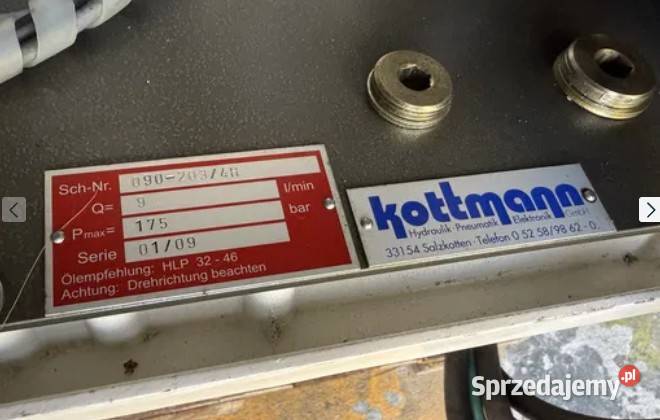 Sch-Nr. 090-203/4R
Q= 9 l/min
Pmax= 175 bar
Serie 01/09
Ölempfehlung: HLP 32 - 46
Achtung: Drehrichtung beachten
kottmann
GmbH
Hydraulik · Pneumatik · Elektronik
33154 Salzkotten · Telefon 0 52 58/98 62 - 0
Sprzedajemy.pl